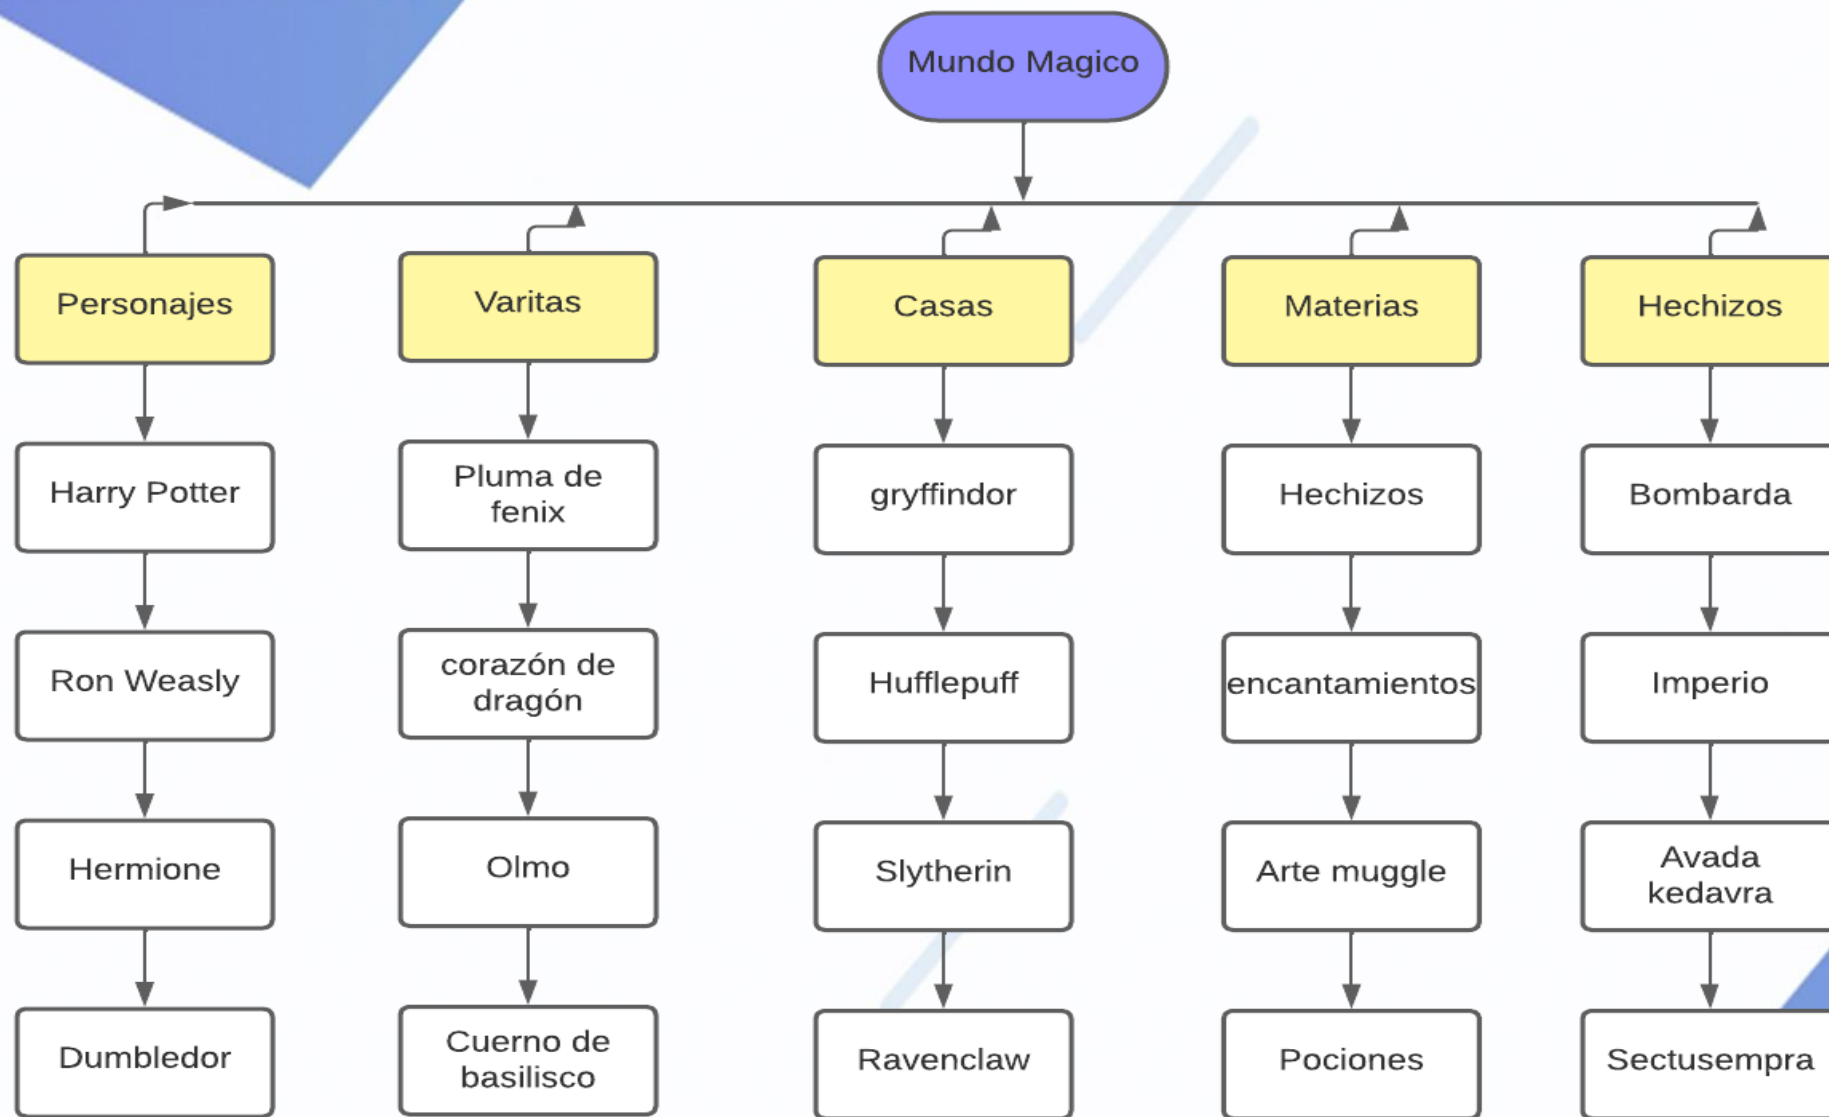 Mundo Magico
Personajes
Varitas
Casas
Materias
Hechizos
Harry Potter
Pluma de
fenix
gryffindor
Hechizos
Bombarda
Ron Weasly
corazón de
dragón
Hufflepuff
encantamientos
Imperio
Hermione
Olmo
Slytherin
Arte muggle
Avada
kedavra
Dumbledor
Cuerno de
basilisco
Ravenclaw
Pociones
Sectusempra